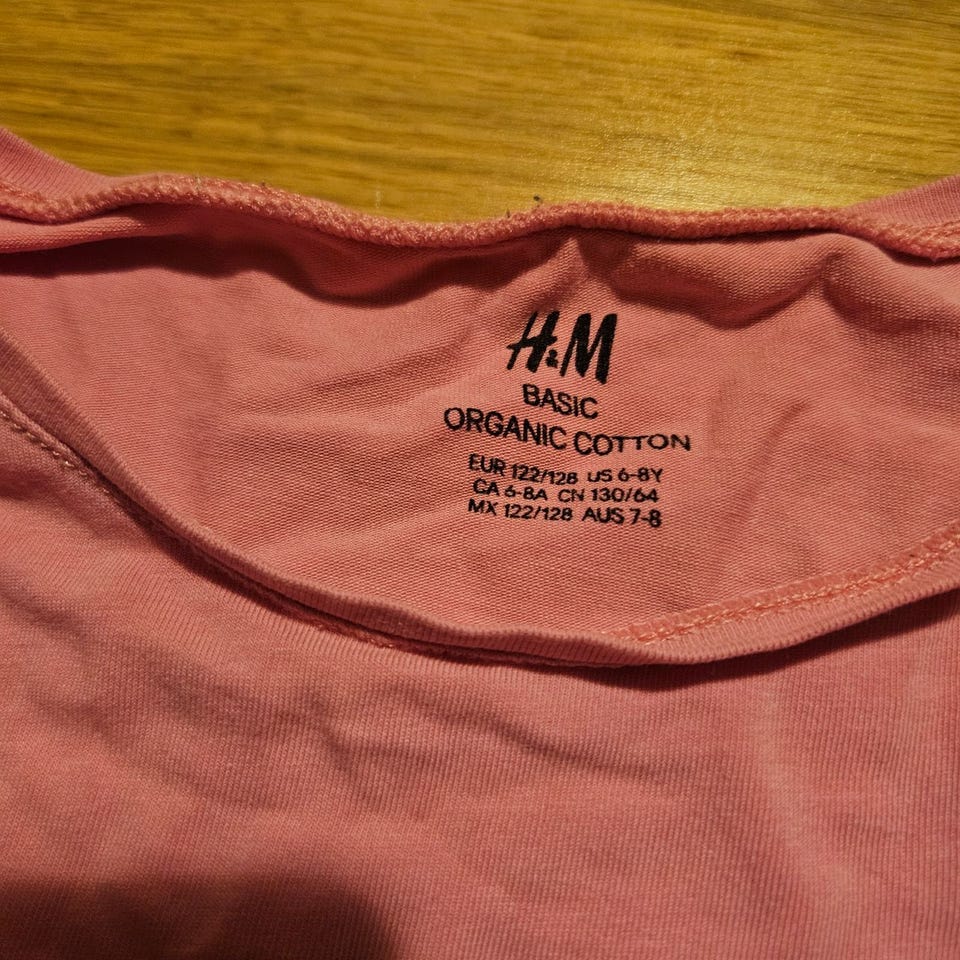 H&M
BASIC
ORGANIC COTTON
EUR 122/128 US 6-8Y
CA 6-8A CN 130/64
MX 122/128 AUS 7-8